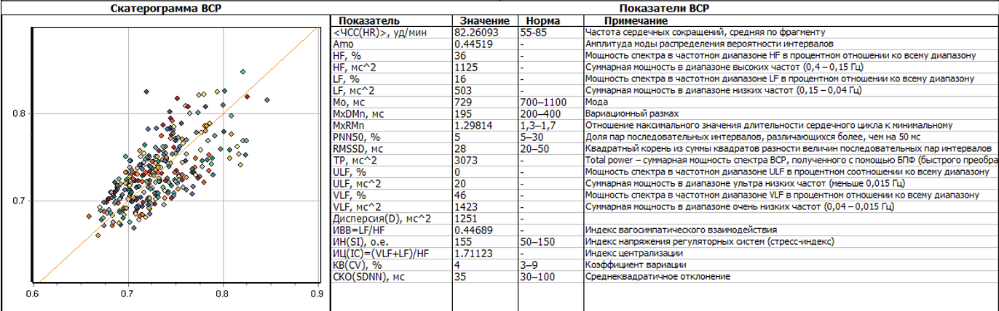 Скатерограмма ВСР
0.8
0.7
0.6 0.7 0.8 0.9
Показатели ВСР
Показатель Значение Норма Примечание
<ЧСС(HR)>, уд/мин 82.26093 55-85 Частота сердечных сокращений, средняя по фрагменту
Amo 0.44519 - Амплитуда моды распределения вероятности интервалов
HF, % 36 - Мощность спектра в частотном диапазоне HF в процентном отношении ко всему диапазону
HF, мс^2 1125 - Суммарная мощность в диапазоне высоких частот (0,4 – 0,15 Гц)
LF, % 16 - Мощность спектра в частотном диапазоне LF в процентном отношении ко всему диапазону
LF, мс^2 503 - Суммарная мощность в диапазоне низких частот (0,15 – 0,04 Гц)
Mo, мс 729 700–1100 Мода
MxDMn, мс 195 200–400 Вариационный размах
MxRMn 1.29814 1,3–1,7 Отношение максимального значения длительности сердечного цикла к минимальному
PNN50, % 5 5–30 Доля пар последовательных интервалов, различающихся более, чем на 50 мс
RMSSD, мс 28 20–50 Квадратный корень из суммы квадратов разности величин последовательных пар интервалов
TP, мс^2 3073 - Total power – суммарная мощность спектра ВСР, полученного с помощью БПФ (быстрого преобра
ULF, % 0 - Мощность спектра в частотном диапазоне ULF в процентном соотношении ко всему диапазону
ULF, мс^2 20 - Суммарная мощность в диапазоне ультра низких частот (меньше 0,015 Гц)
VLF, % 46 - Мощность спектра в частотном диапазоне VLF в процентном отношении ко всему диапазону
VLF, мс^2 1423 - Суммарная мощность в диапазоне очень низких частот (0,04 – 0,015 Гц)
Дисперсия(D), мс^2 1251 -
ИВВ=LF/HF 0.44689 - Индекс вагосимпатического взаимодействия
ИН(SI), о.е. 155 50–150 Индекс напряжения регуляторных систем (стресс-индекс)
ИЦ(IC)=(VLF+LF)/HF 1.71123 - Индекс централизации
КВ(CV), % 4 3–9 Коэффициент вариации
СКО(SDNN), мс 35 30–100 Среднеквадратичное отклонение